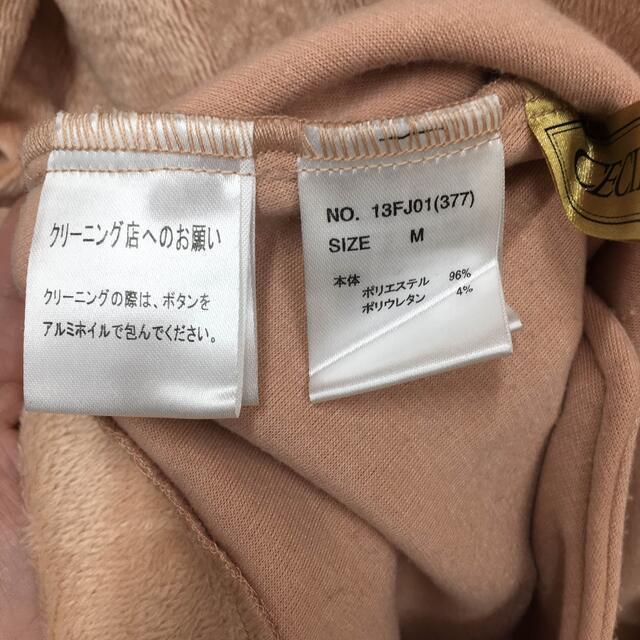 クリーニング店へのお願い
クリーニングの際は、ボタンを
アルミホイルで包んでください。
NO. 13FJ01(377)
SIZE M
本体 ポリエステル 96%
ポリウレタン 4%